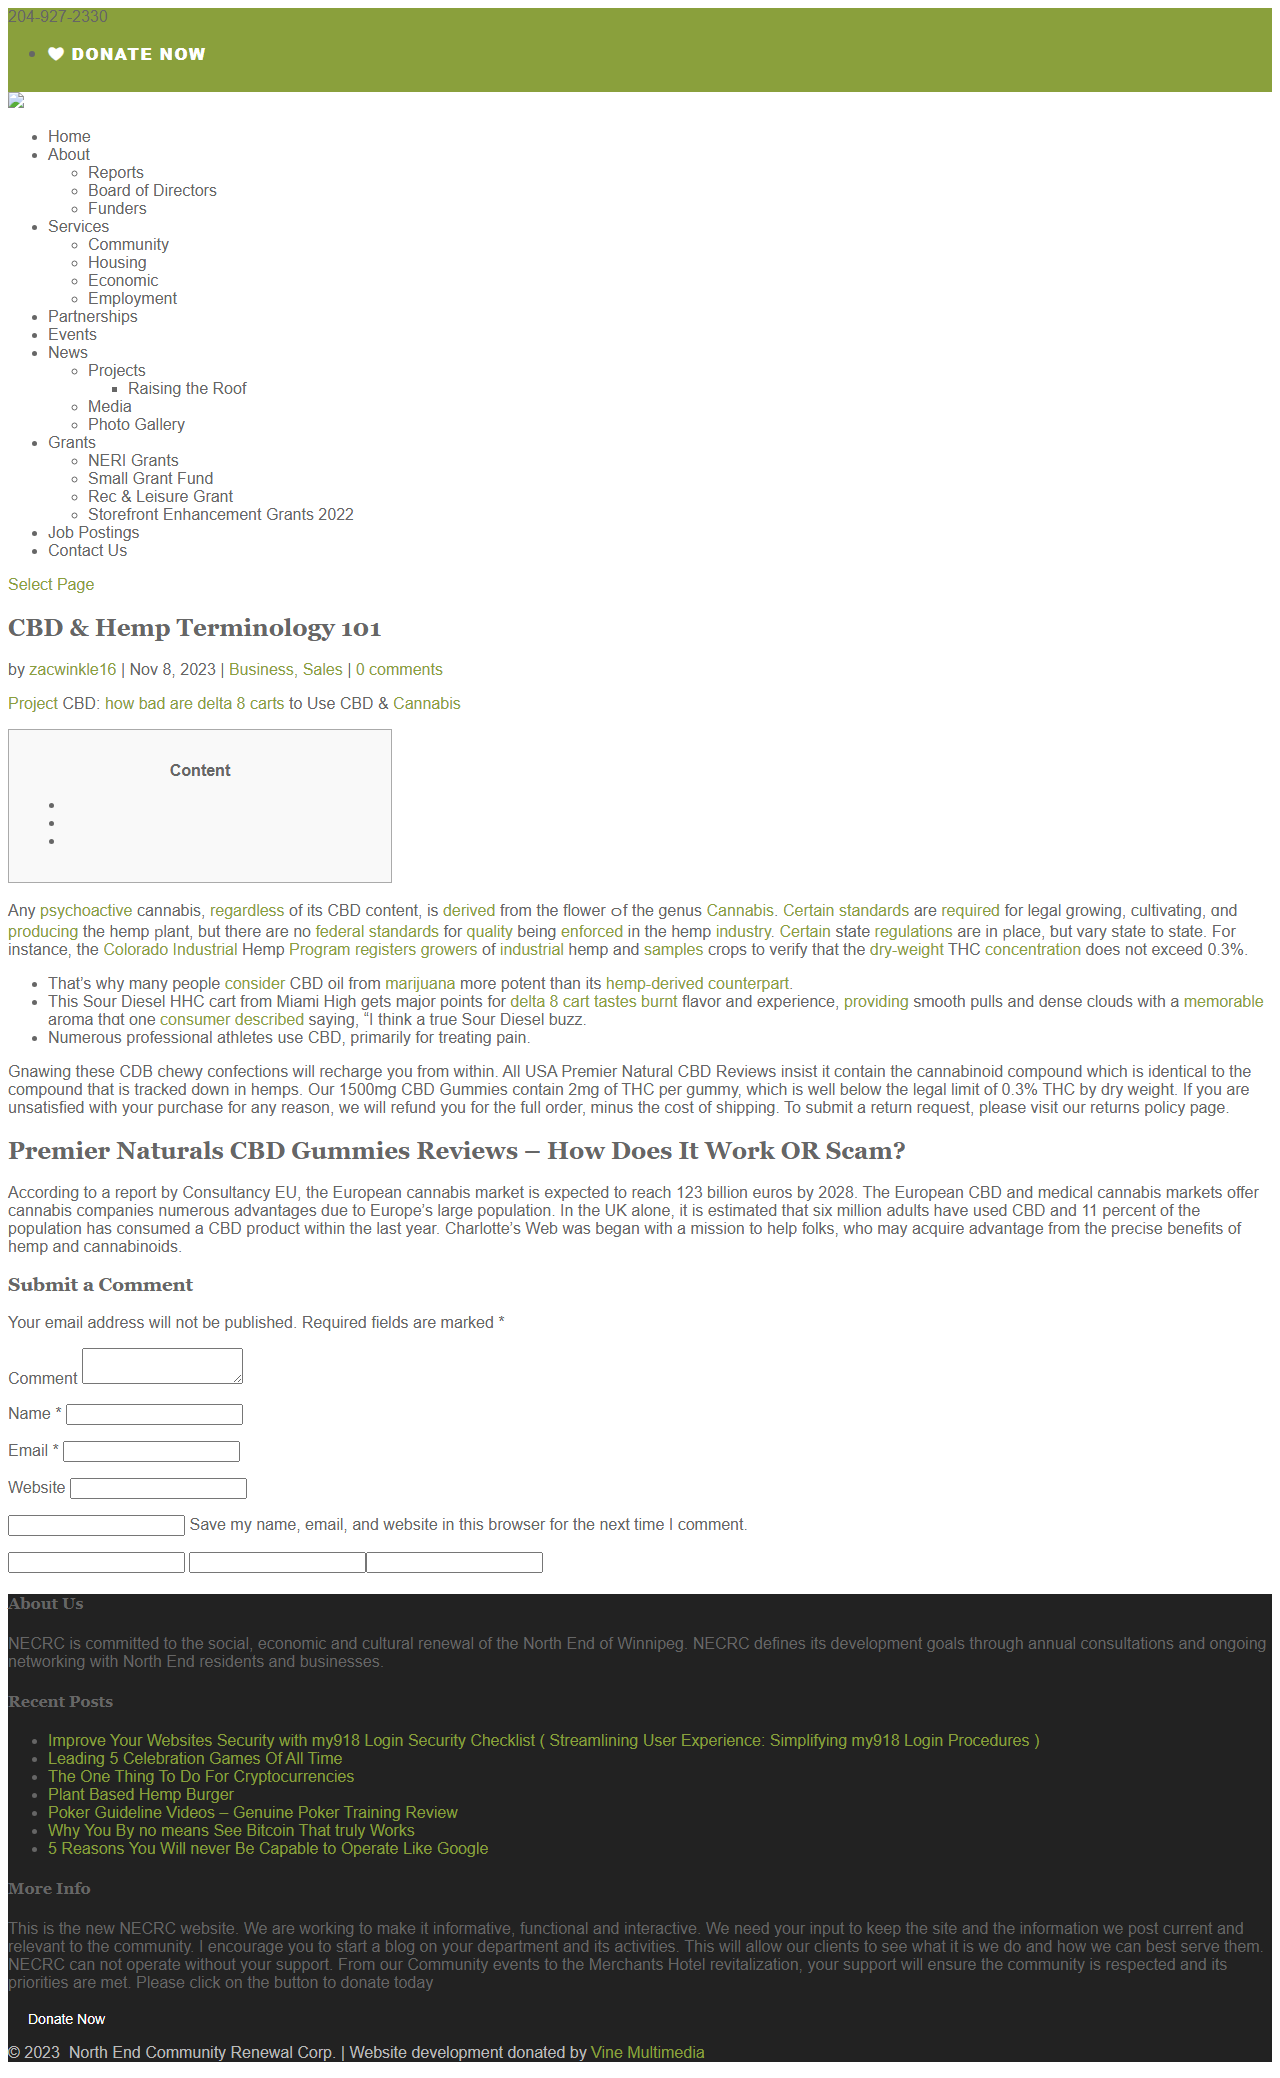 204-927-2330
DONATE NOW
Home
About
Reports
Board of Directors
Funders
Services
Community
Housing
Economic
Employment
Partnerships
Events
News
Projects
Raising the Roof
Media
Photo Gallery
Grants
NERI Grants
Small Grant Fund
Rec & Leisure Grant
Storefront Enhancement Grants 2022
Job Postings
Contact Us
Select Page
CBD & Hemp Terminology 101
by zacwinkle16 | Nov 8, 2023 | Business, Sales | 0 comments
Project CBD: how bad are delta 8 carts to Use CBD & Cannabis
Content
Any psychoactive cannabis, regardless of its CBD content, is derived from the flower օf the genus Cannabis. Certain standards are required for legal growing, cultivating, ɑnd
producing the hemp plant, but there are no federal standards for quality being enforced in the hemp industry. Certain state regulations are in place, but vary state to state. For
instance, the Colorado Industrial Hemp Program registers growers of industrial hemp and samples crops to verify that the dry-weight THC concentration does not exceed 0.3%.
That’s why many people consider CBD oil from marijuana more potent than its hemp-derived counterpart.
This Sour Diesel HHC cart from Miami High gets major points for delta 8 cart tastes burnt flavor and experience, providing smooth pulls and dense clouds with a memorable
aroma thɑt one consumer described saying, “I think a true Sour Diesel buzz.
Numerous professional athletes use CBD, primarily for treating pain.
Gnawing these CDB chewy confections will recharge you from within. All USA Premier Natural CBD Reviews insist it contain the cannabinoid compound which is identical to the
compound that is tracked down in hemps. Our 1500mg CBD Gummies contain 2mg of THC per gummy, which is well below the legal limit of 0.3% THC by dry weight. If you are
unsatisfied with your purchase for any reason, we will refund you for the full order, minus the cost of shipping. To submit a return request, please visit our returns policy page.
Premier Naturals CBD Gummies Reviews – How Does It Work OR Scam?
According to a report by Consultancy EU, the European cannabis market is expected to reach 123 billion euros by 2028. The European CBD and medical cannabis markets offer
cannabis companies numerous advantages due to Europe’s large population. In the UK alone, it is estimated that six million adults have used CBD and 11 percent of the
population has consumed a CBD product within the last year. Charlotte’s Web was began with a mission to help folks, who may acquire advantage from the precise benefits of
hemp and cannabinoids.
Submit a Comment
Your email address will not be published. Required fields are marked *
Comment
Name *
Email *
Website
Save my name, email, and website in this browser for the next time I comment.
About Us
NECRC is committed to the social, economic and cultural renewal of the North End of Winnipeg. NECRC defines its development goals through annual consultations and ongoing
networking with North End residents and businesses.
Recent Posts
Improve Your Websites Security with my918 Login Security Checklist ( Streamlining User Experience: Simplifying my918 Login Procedures )
Leading 5 Celebration Games Of All Time
The One Thing To Do For Cryptocurrencies
Plant Based Hemp Burger
Poker Guideline Videos – Genuine Poker Training Review
Why You By no means See Bitcoin That truly Works
5 Reasons You Will never Be Capable to Operate Like Google
More Info
This is the new NECRC website. We are working to make it informative, functional and interactive. We need your input to keep the site and the information we post current and
relevant to the community. I encourage you to start a blog on your department and its activities. This will allow our clients to see what it is we do and how we can best serve them.
NECRC can not operate without your support. From our Community events to the Merchants Hotel revitalization, your support will ensure the community is respected and its
priorities are met. Please click on the button to donate today
Donate Now
© 2023  North End Community Renewal Corp. | Website development donated by Vine Multimedia